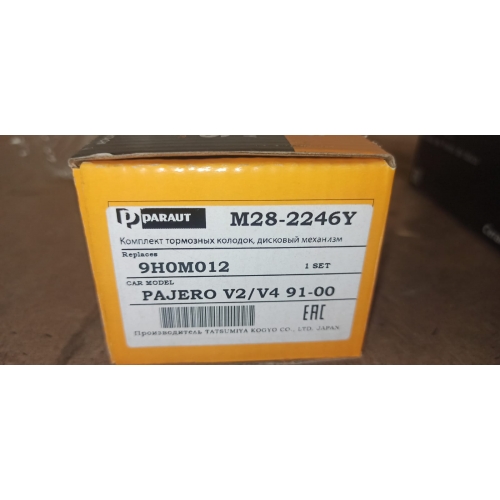 PARAUT M28-2246Y
Комплект тормозных колодок, дисковый механизм
Replaces
9H0M012 1 SET
CAR MODEL
PAJERO V2/V4 91-00
EAC
Производитель TATSUMIYA KOGYO CO., LTD. JAPAN